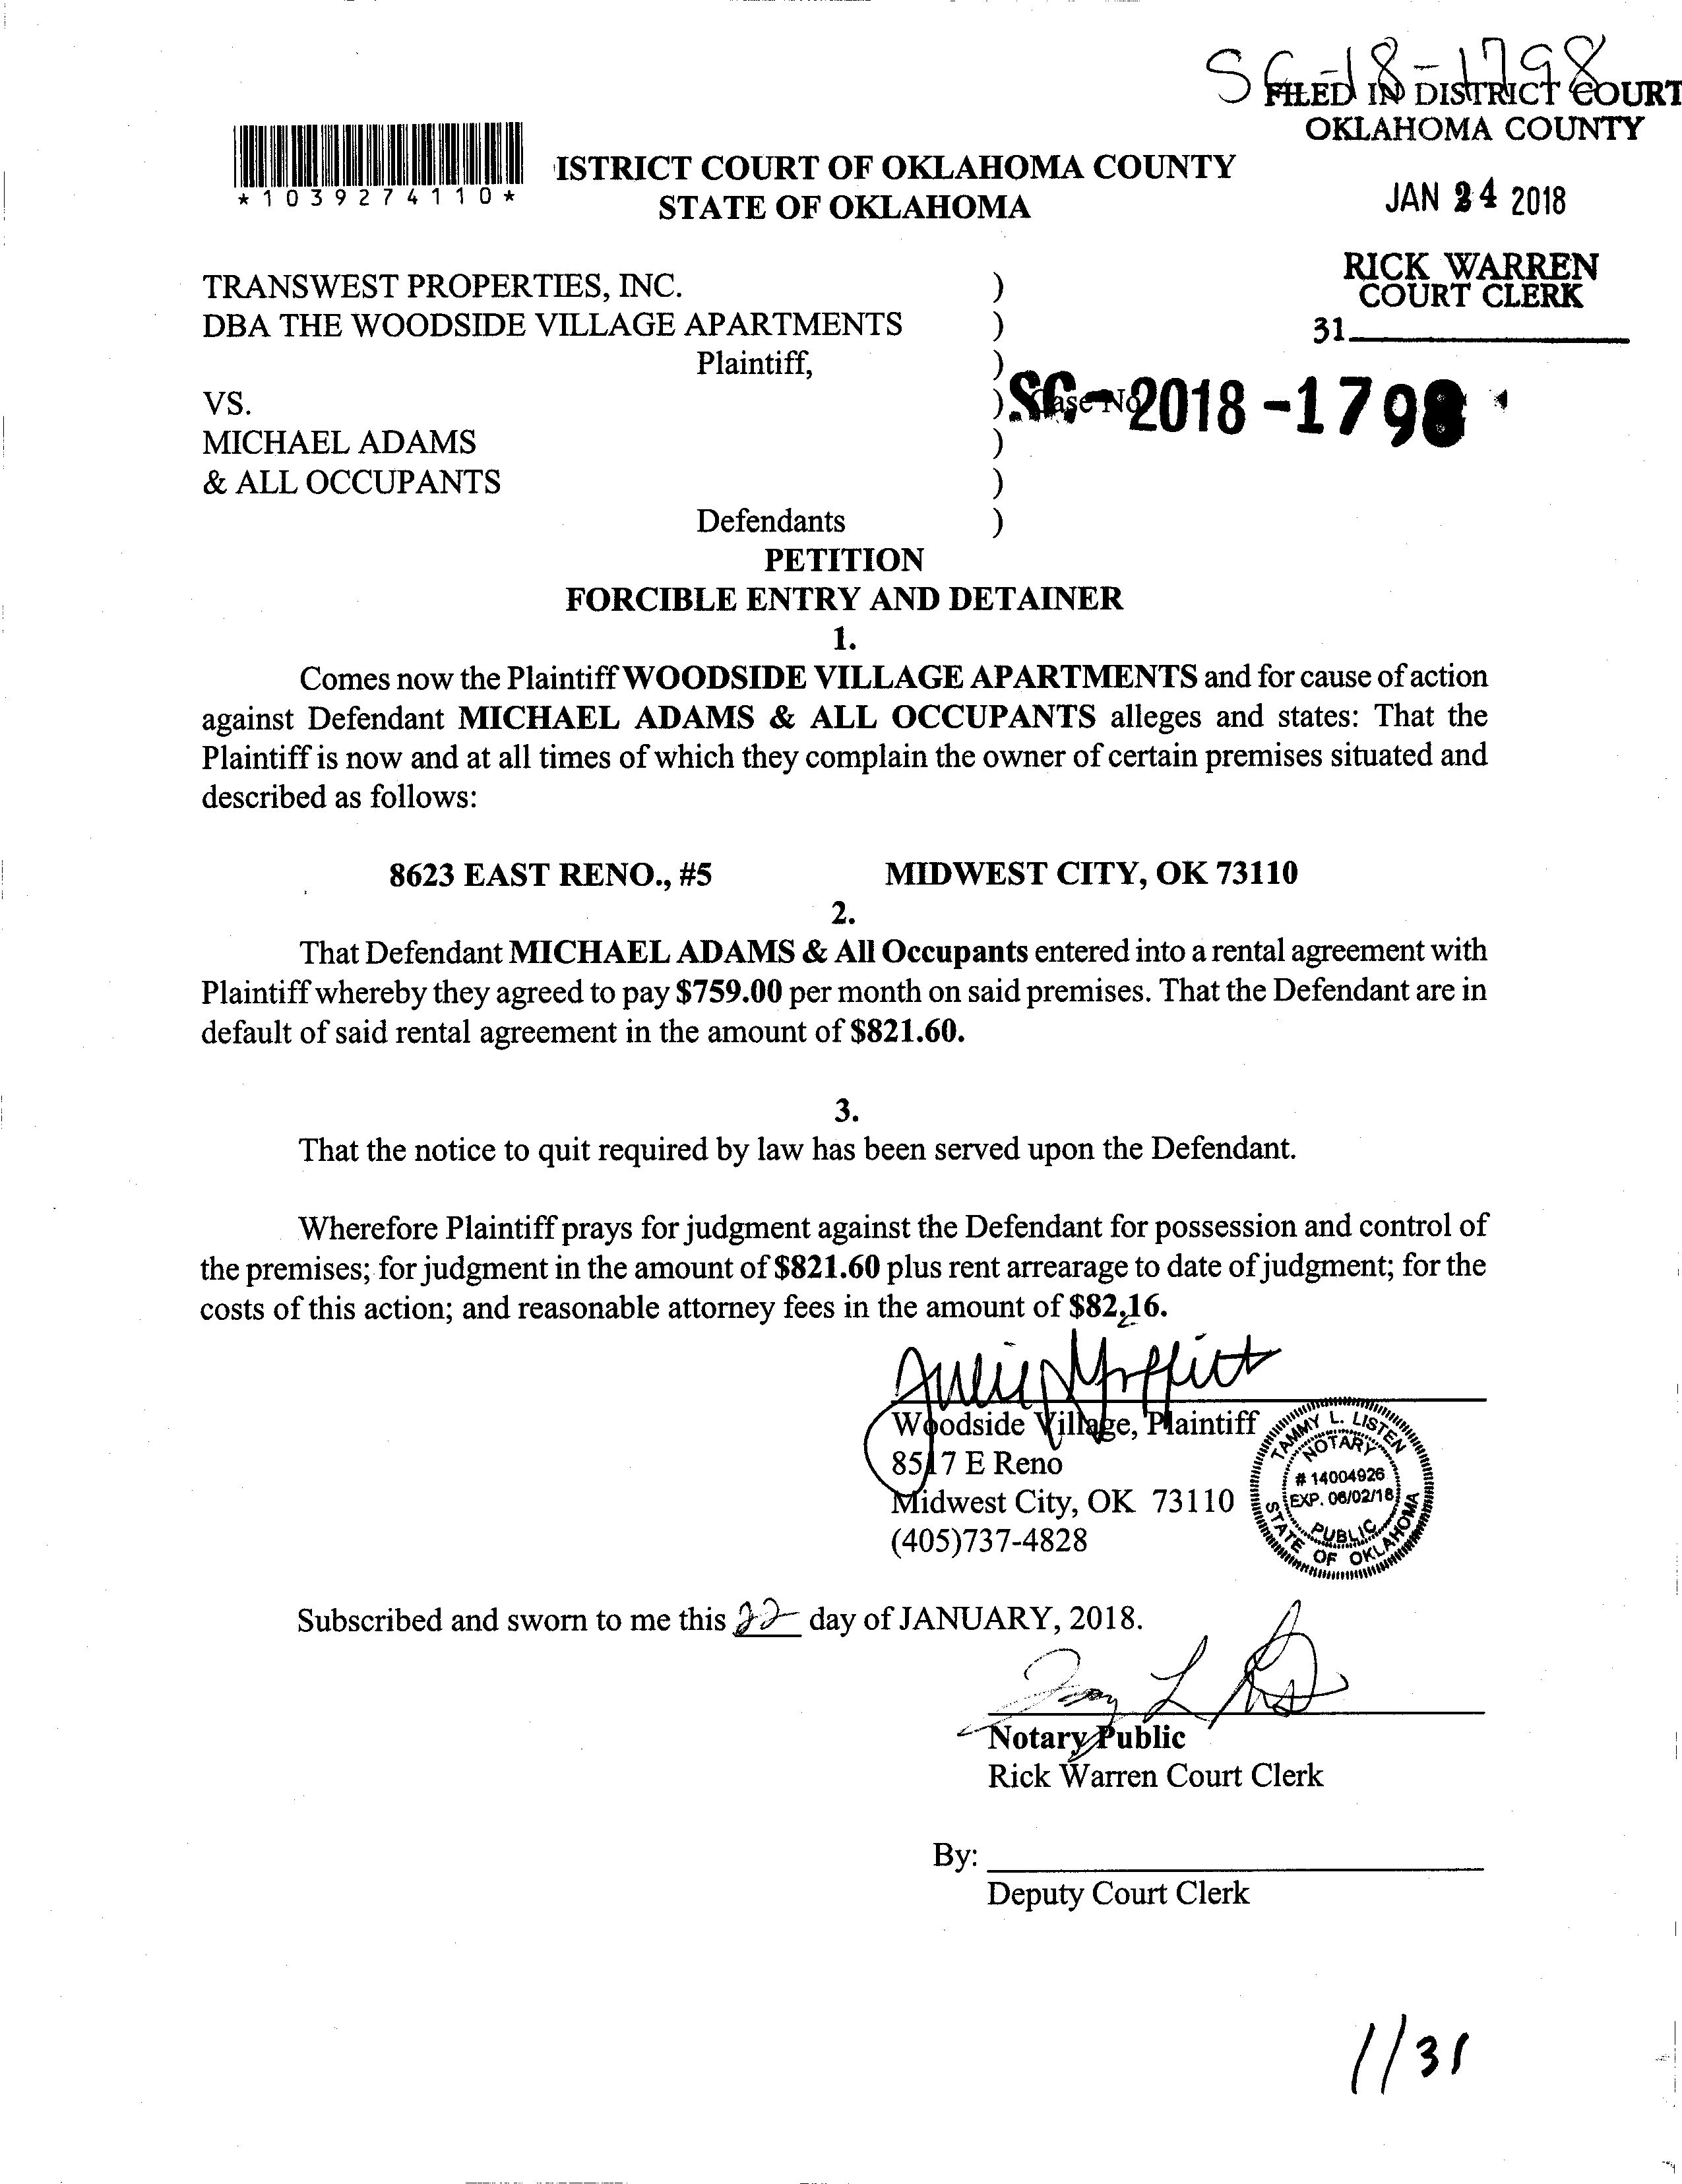 SC-18-1798
FILED IN DISTRICT COURT
OKLAHOMA COUNTY
*1039274110*
ISTRICT COURT OF OKLAHOMA COUNTY
STATE OF OKLAHOMA
JAN 24 2018
RICK WARREN
COURT CLERK
31
TRANSWEST PROPERTIES, INC. )
DBA THE WOODSIDE VILLAGE APARTMENTS )
Plaintiff, )
VS. ) Case No. SC-2018-1798
MICHAEL ADAMS )
& ALL OCCUPANTS )
Defendants )
PETITION
FORCIBLE ENTRY AND DETAINER
1.
Comes now the Plaintiff WOODSIDE VILLAGE APARTMENTS and for cause of action
against Defendant MICHAEL ADAMS & ALL OCCUPANTS alleges and states: That the
Plaintiff is now and at all times of which they complain the owner of certain premises situated and
described as follows:
8623 EAST RENO., #5 MIDWEST CITY, OK 73110
2.
That Defendant MICHAEL ADAMS & All Occupants entered into a rental agreement with
Plaintiff whereby they agreed to pay $759.00 per month on said premises. That the Defendant are in
default of said rental agreement in the amount of $821.60.
3.
That the notice to quit required by law has been served upon the Defendant.
Wherefore Plaintiff prays for judgment against the Defendant for possession and control of
the premises; for judgment in the amount of $821.60 plus rent arrearage to date of judgment; for the
costs of this action; and reasonable attorney fees in the amount of $82.16.
Julie Moffitt
Woodside Village, Plaintiff
8517 E Reno
Midwest City, OK 73110
(405)737-4828
TAMMY L. LISTEN
NOTARY
# 14004926
EXP. 06/02/18
PUBLIC
STATE OF OKLAHOMA
Subscribed and sworn to me this 22 day of JANUARY, 2018.
Notary Public
Rick Warren Court Clerk
By:
Deputy Court Clerk
1/31